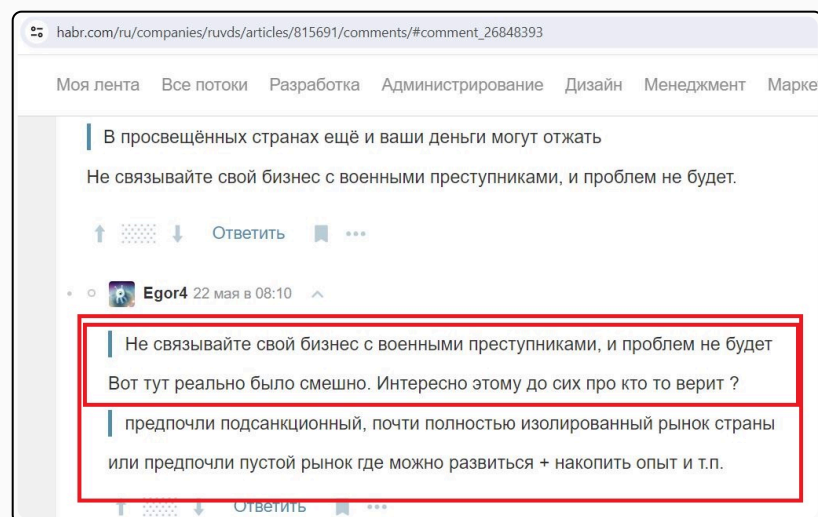 habr.com/ru/companies/ruvds/articles/815691/comments/#comment_26848393
Моя лента Все потоки Разработка Администрирование Дизайн Менеджмент Марке
В просвещённых странах ещё и ваши деньги могут отжать
Не связывайте свой бизнес с военными преступниками, и проблем не будет.
Ответить
Egor4 22 мая в 08:10
Не связывайте свой бизнес с военными преступниками, и проблем не будет
Вот тут реально было смешно. Интересно этому до сих про кто то верит ?
предпочли подсанкционный, почти полностью изолированный рынок страны
или предпочли пустой рынок где можно развиться + накопить опыт и т.п.
Ответить